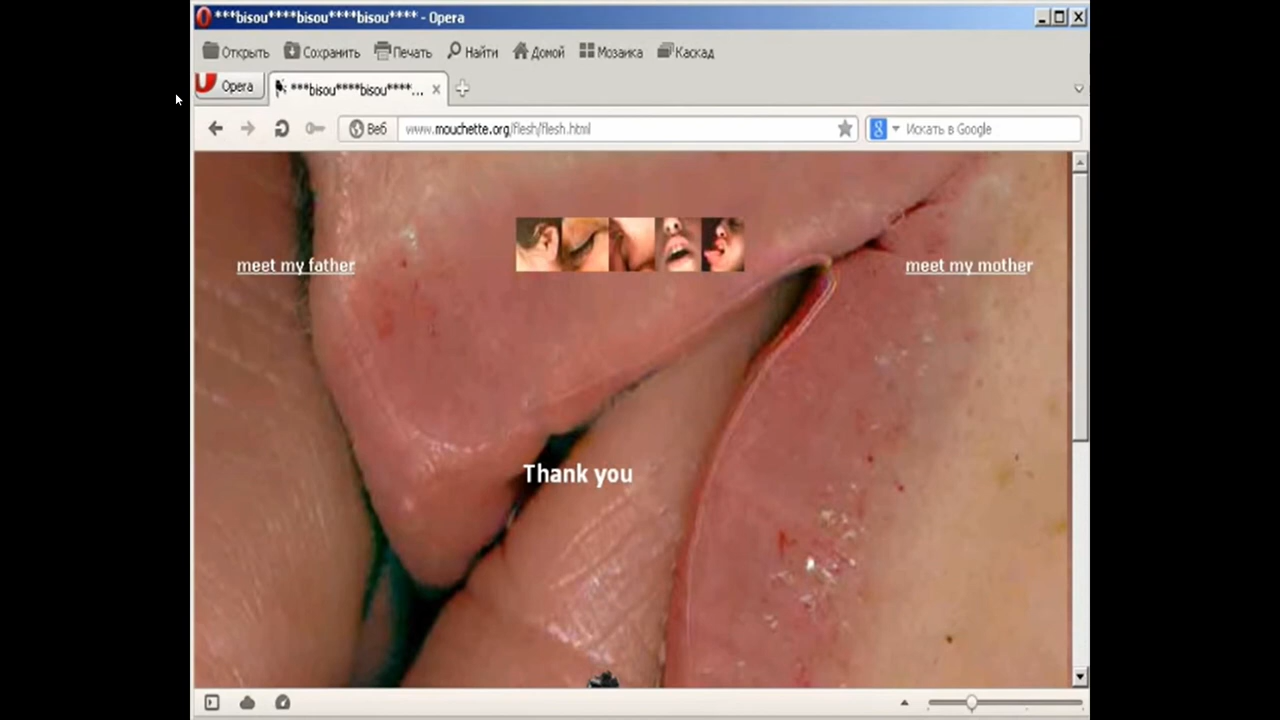 ***bisou****bisou****bisou**** - Opera
Открыть Сохранить Печать Найти Домой Мозаика Каскад
Opera ***bisou****bisou****...
Веб www.mouchette.org/flesh/flesh.html Искать в Google
meet my father meet my mother
Thank you